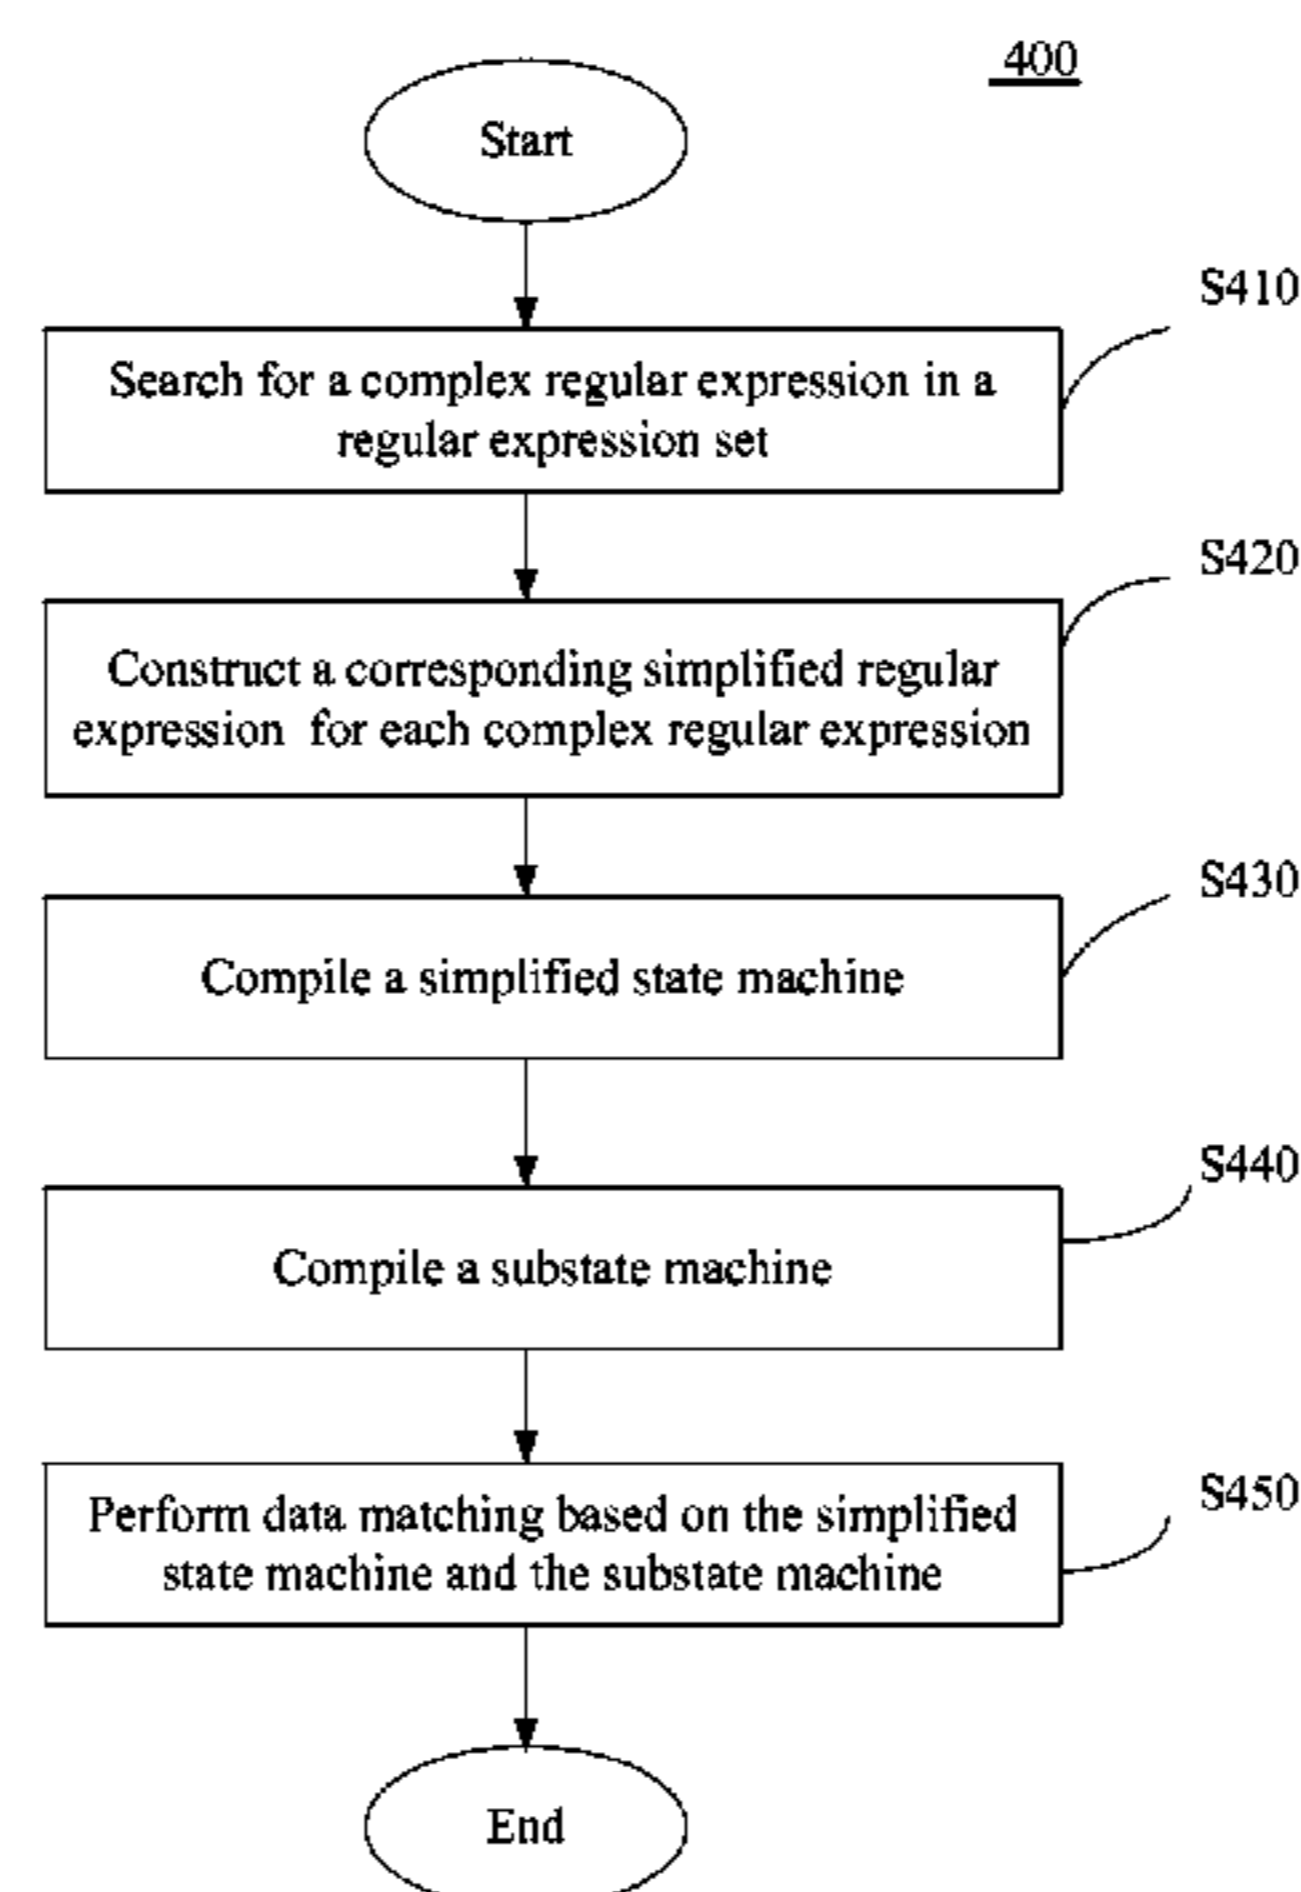 400
Start
S410
Search for a complex regular expression in a
regular expression set
S420
Construct a corresponding simplified regular
expression for each complex regular expression
S430
Compile a simplified state machine
S440
Compile a substate machine
S450
Perform data matching based on the simplified
state machine and the substate machine
End